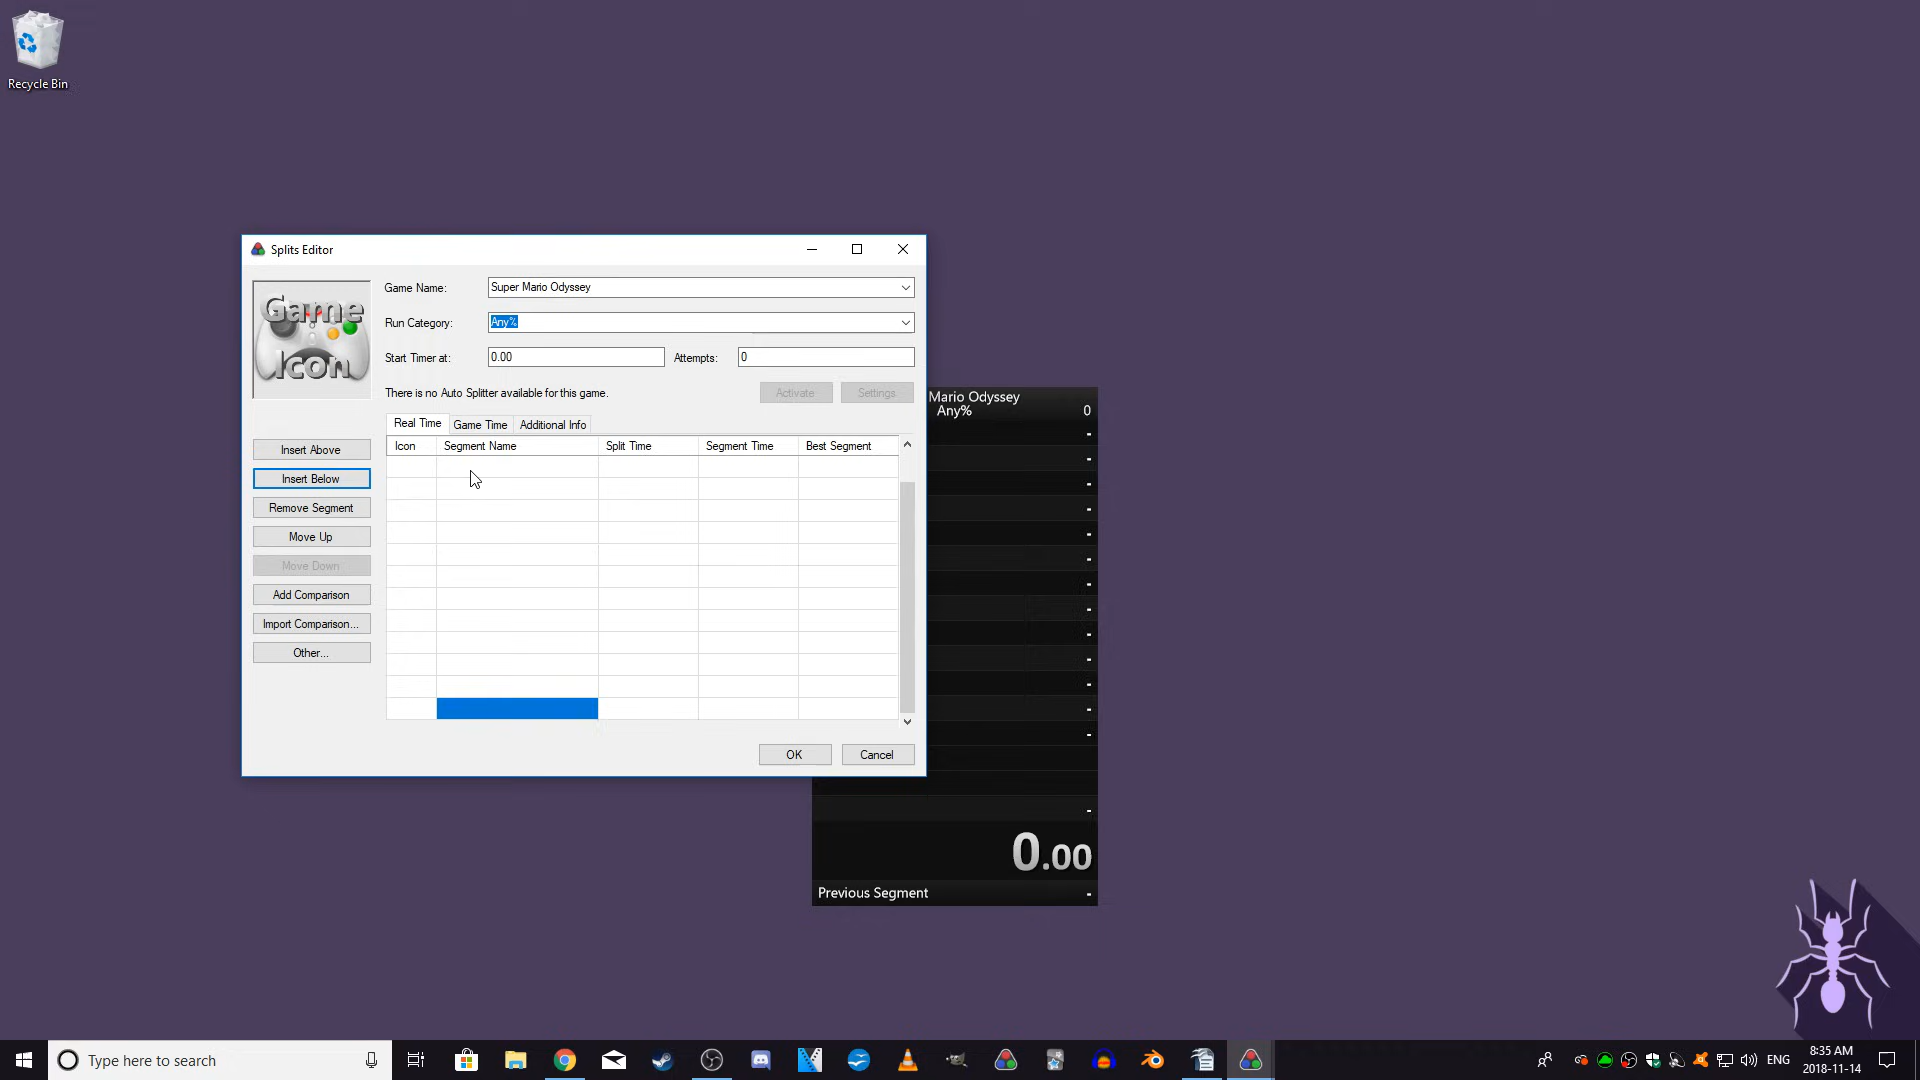 Recycle Bin
Splits Editor
Game Icon
Game Name: Super Mario Odyssey
Run Category: Any%
Start Timer at: 0.00 Attempts: 0
There is no Auto Splitter available for this game. Activate Settings
Real Time Game Time Additional Info
Icon Segment Name Split Time Segment Time Best Segment
Insert Above
Insert Below
Remove Segment
Move Up
Move Down
Add Comparison
Import Comparison...
Other...
OK Cancel
Mario Odyssey
Any% 0
-
-
-
-
-
-
-
-
-
-
-
-
-
-
0.00
Previous Segment -
Type here to search
ENG
8:35 AM
2018-11-14